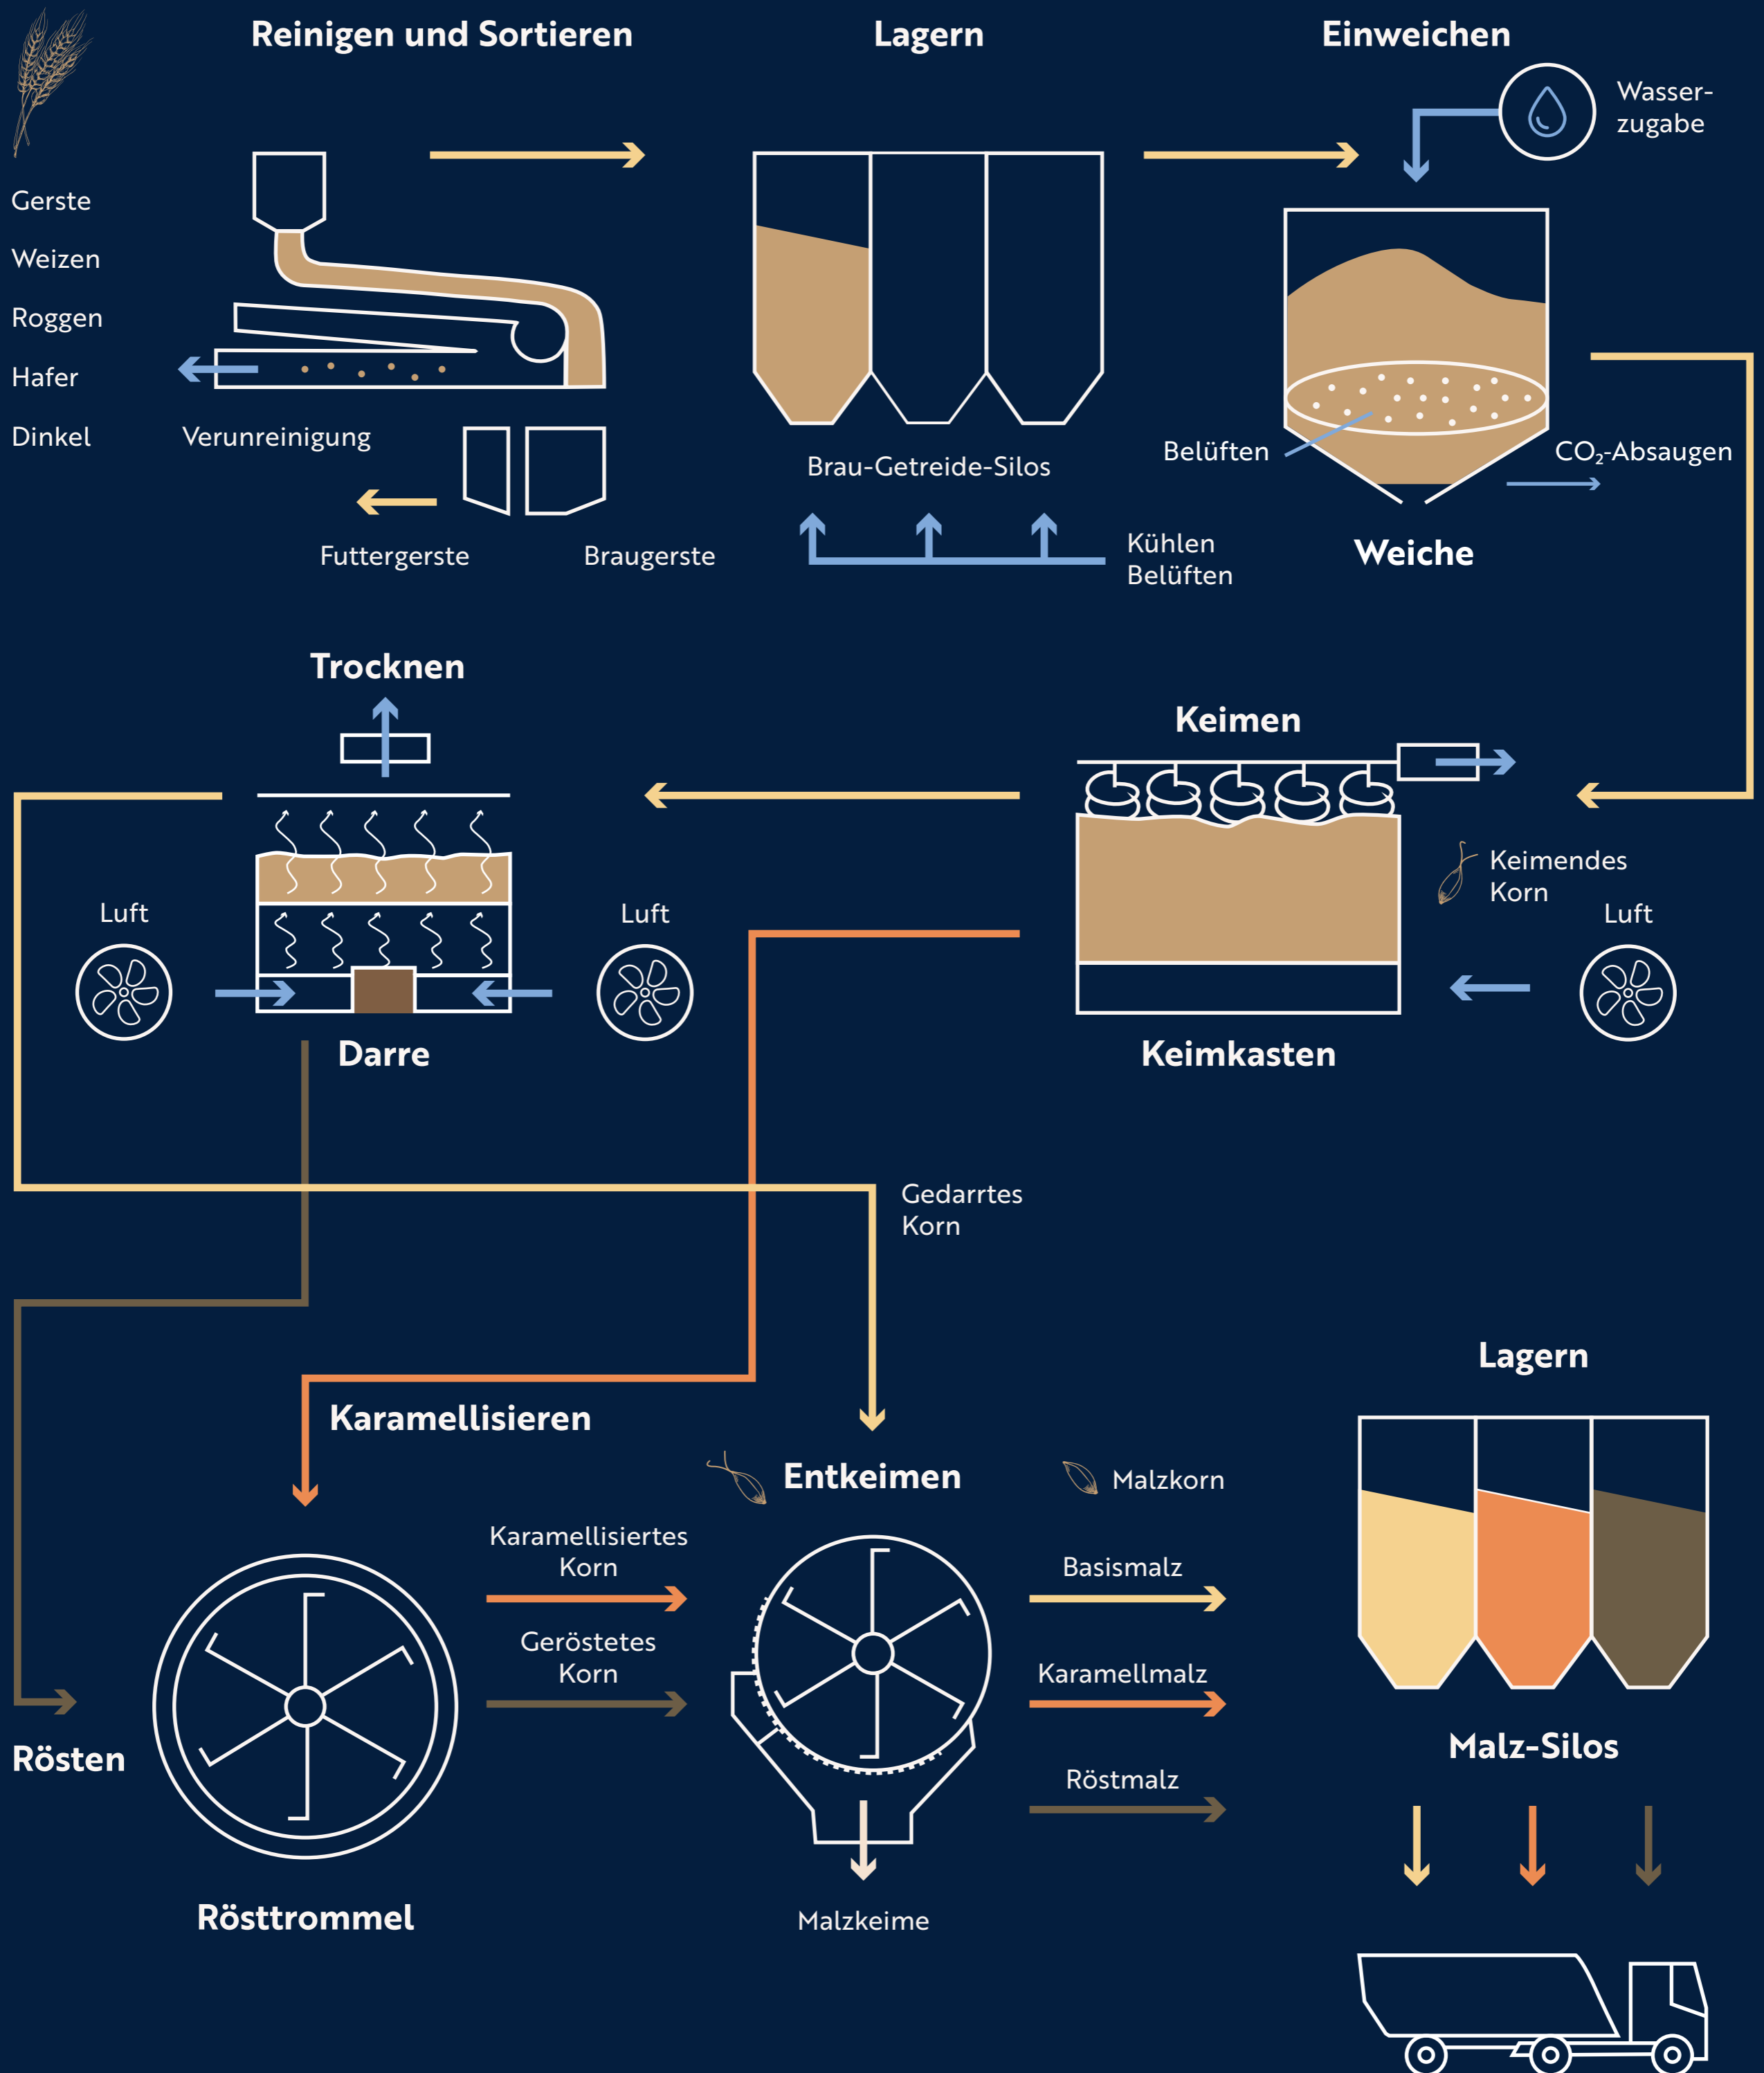 Reinigen und Sortieren
Lagern
Einweichen
Wasser-
zugabe
Gerste
Weizen
Roggen
Hafer
Dinkel
Verunreinigung
Futtergerste
Braugerste
Brau-Getreide-Silos
Kühlen
Belüften
Belüften
CO₂-Absaugen
Weiche
Trocknen
Keimen
Keimendes
Korn
Luft
Luft
Luft
Darre
Keimkasten
Gedarrtes
Korn
Lagern
Karamellisieren
Entkeimen
Malzkorn
Karamellisiertes
Korn
Basismalz
Geröstetes
Korn
Karamellmalz
Rösten
Malz-Silos
Röstmalz
Rösttrommel
Malzkeime